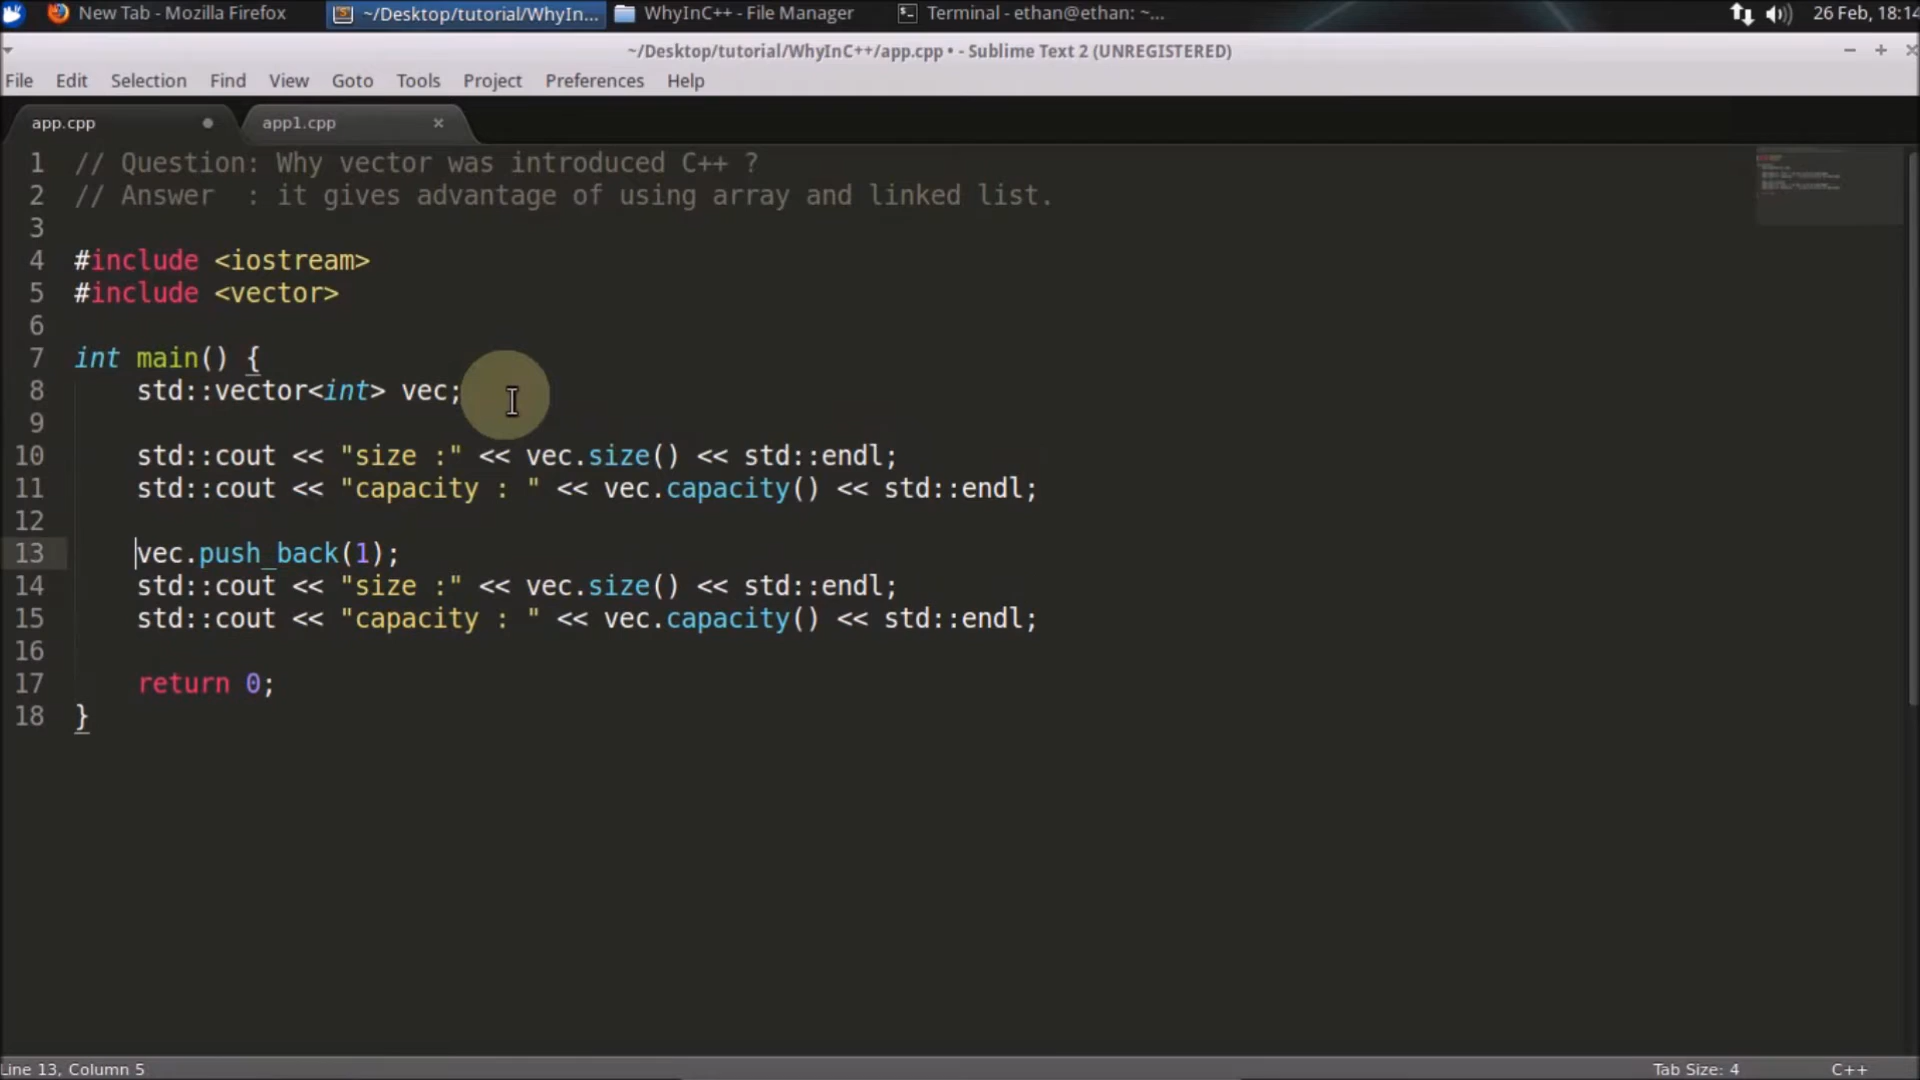 New Tab - Mozilla Firefox
~/Desktop/tutorial/WhyIn...
WhyInC++ - File Manager
Terminal - ethan@ethan: ~...
26 Feb, 18:14
~/Desktop/tutorial/WhyInC++/app.cpp • - Sublime Text 2 (UNREGISTERED)
File Edit Selection Find View Goto Tools Project Preferences Help
app.cpp app1.cpp
1 // Question: Why vector was introduced C++ ?
2 // Answer  : it gives advantage of using array and linked list.
3
4 #include <iostream>
5 #include <vector>
6
7 int main() {
8     std::vector<int> vec;
9
10     std::cout << "size :" << vec.size() << std::endl;
11     std::cout << "capacity : " << vec.capacity() << std::endl;
12
13     vec.push_back(1);
14     std::cout << "size :" << vec.size() << std::endl;
15     std::cout << "capacity : " << vec.capacity() << std::endl;
16
17     return 0;
18 }
Line 13, Column 5
Tab Size: 4
C++